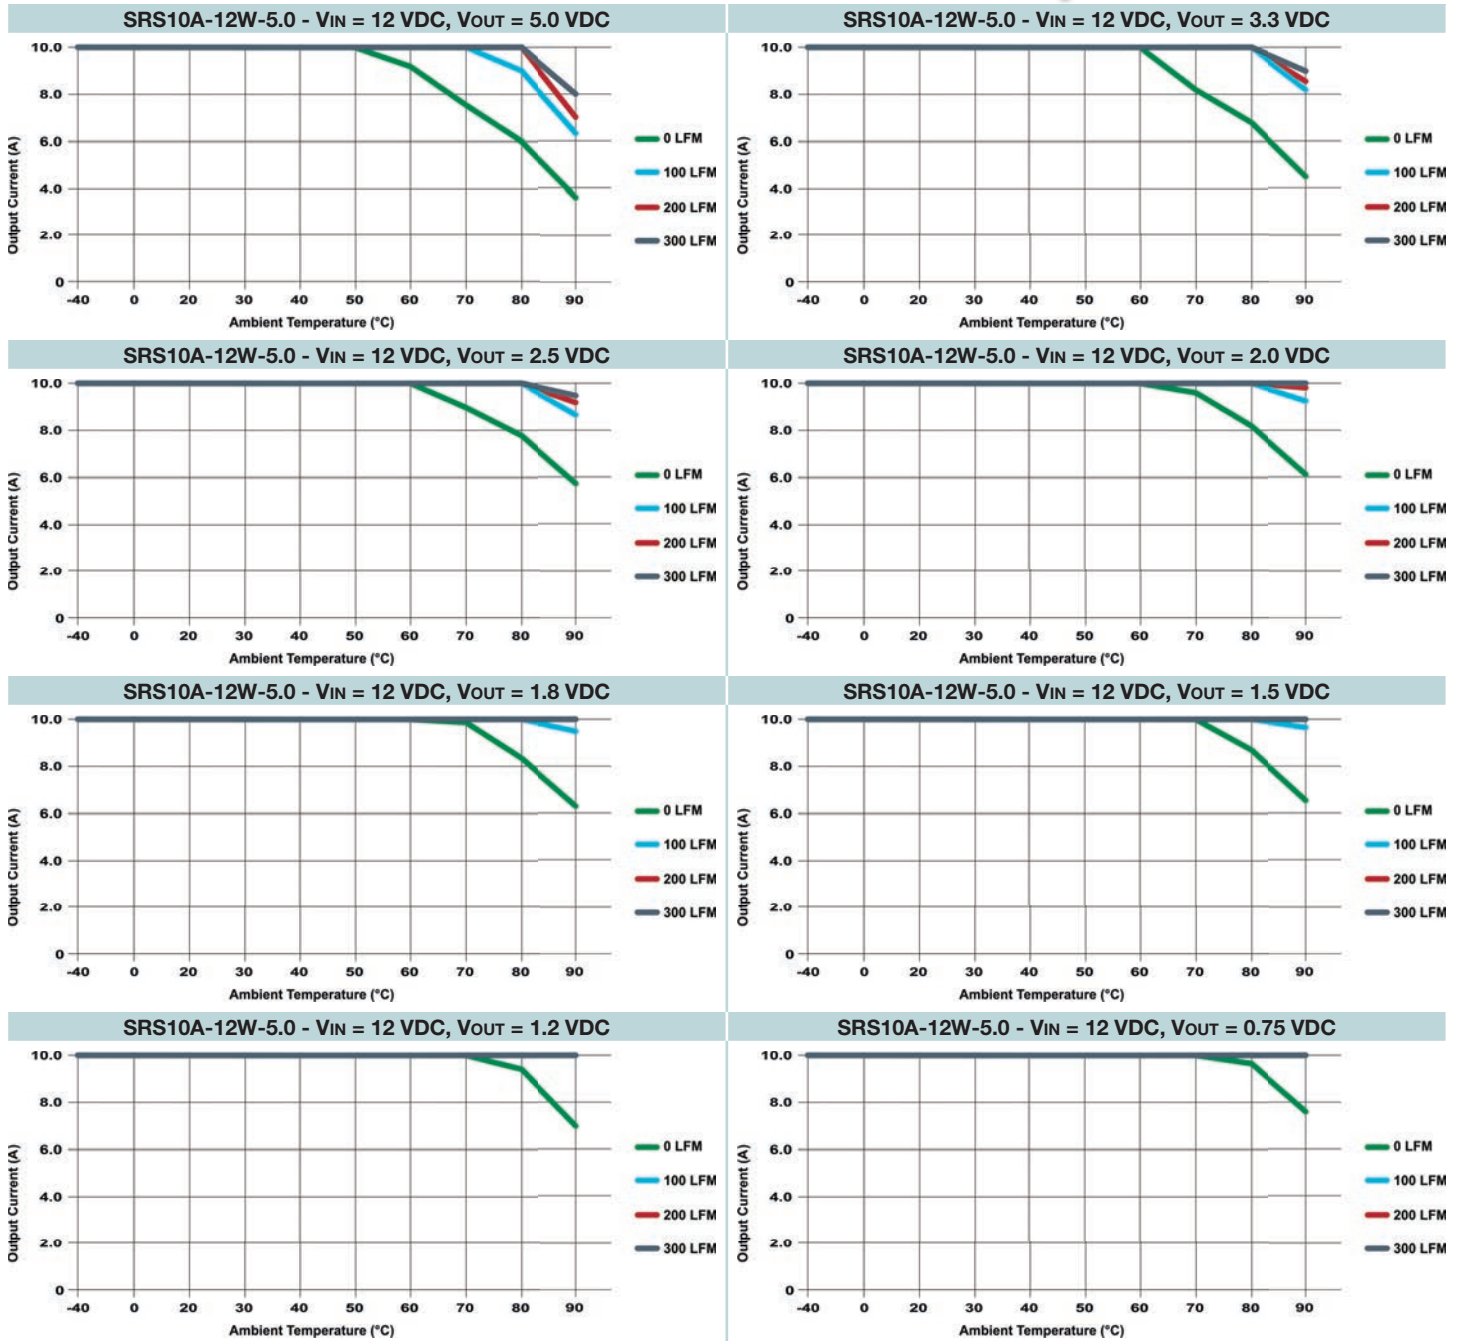 SRS10A-12W-5.0 - VIN = 12 VDC, VOUT = 5.0 VDC
10.0
8.0
6.0
4.0
2.0
0
Output Current (A)
-40 0 20 30 40 50 60 70 80 90
Ambient Temperature (°C)
0 LFM
100 LFM
200 LFM
300 LFM
SRS10A-12W-5.0 - VIN = 12 VDC, VOUT = 3.3 VDC
10.0
8.0
6.0
4.0
2.0
0
Output Current (A)
-40 0 20 30 40 50 60 70 80 90
Ambient Temperature (°C)
0 LFM
100 LFM
200 LFM
300 LFM
SRS10A-12W-5.0 - VIN = 12 VDC, VOUT = 2.5 VDC
10.0
8.0
6.0
4.0
2.0
0
Output Current (A)
-40 0 20 30 40 50 60 70 80 90
Ambient Temperature (°C)
0 LFM
100 LFM
200 LFM
300 LFM
SRS10A-12W-5.0 - VIN = 12 VDC, VOUT = 2.0 VDC
10.0
8.0
6.0
4.0
2.0
0
Output Current (A)
-40 0 20 30 40 50 60 70 80 90
Ambient Temperature (°C)
0 LFM
100 LFM
200 LFM
300 LFM
SRS10A-12W-5.0 - VIN = 12 VDC, VOUT = 1.8 VDC
10.0
8.0
6.0
4.0
2.0
0
Output Current (A)
-40 0 20 30 40 50 60 70 80 90
Ambient Temperature (°C)
0 LFM
100 LFM
200 LFM
300 LFM
SRS10A-12W-5.0 - VIN = 12 VDC, VOUT = 1.5 VDC
10.0
8.0
6.0
4.0
2.0
0
Output Current (A)
-40 0 20 30 40 50 60 70 80 90
Ambient Temperature (°C)
0 LFM
100 LFM
200 LFM
300 LFM
SRS10A-12W-5.0 - VIN = 12 VDC, VOUT = 1.2 VDC
10.0
8.0
6.0
4.0
2.0
0
Output Current (A)
-40 0 20 30 40 50 60 70 80 90
Ambient Temperature (°C)
0 LFM
100 LFM
200 LFM
300 LFM
SRS10A-12W-5.0 - VIN = 12 VDC, VOUT = 0.75 VDC
10.0
8.0
6.0
4.0
2.0
0
Output Current (A)
-40 0 20 30 40 50 60 70 80 90
Ambient Temperature (°C)
0 LFM
100 LFM
200 LFM
300 LFM